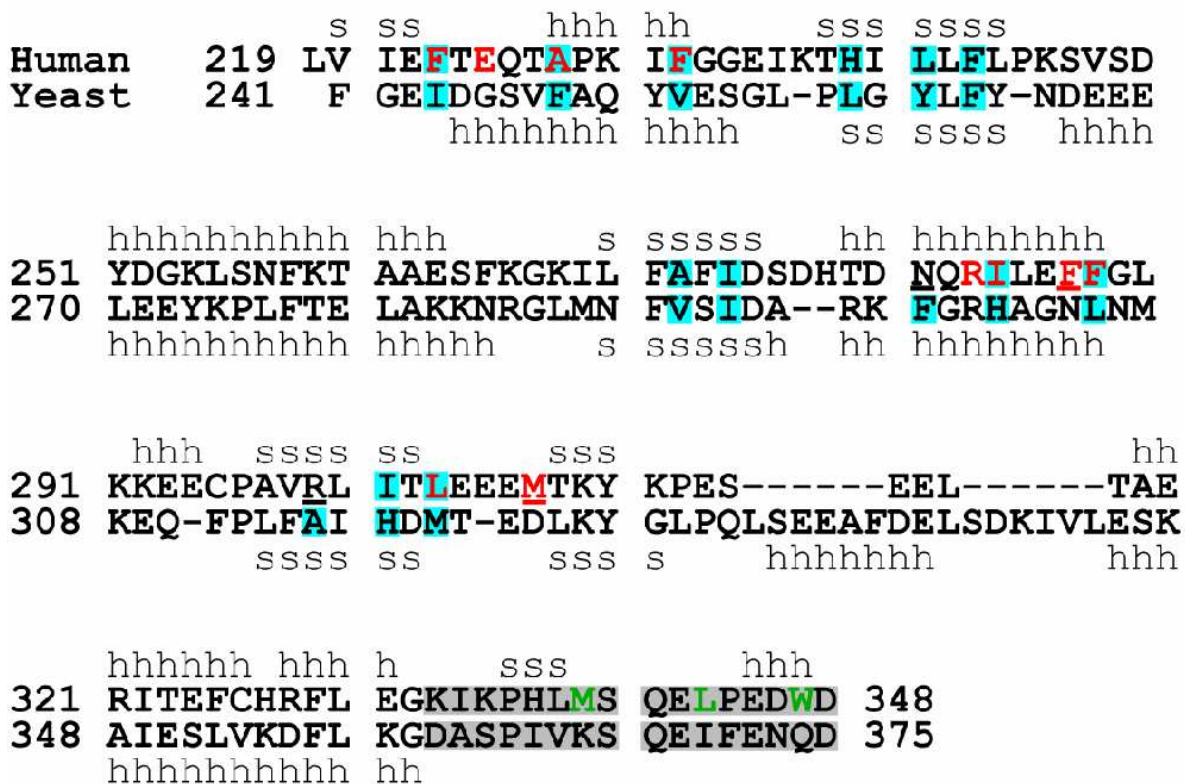 s ss hhh hh sss ssss
Human 219 LV IEFTEQTAPK IFGGEIKTHI LLFLPKSVSD
Yeast 241 F GEIDGSVFAQ YVESGL-PLG YLFY-NDEEE
hhhhhhh hhhh ss ssss hhhh
hhhhhhhhhh hhh s sssss hh hhhhhhhh
251 YDGKLSNFKT AAESFKGKIL FAFIDSDHTD NQRILEFFGL
270 LEEYKPLFTE LAKKNRGLMN FVSIDA--RK FGRHAGNLNM
hhhhhhhhhh hhhhh s sssssh hh hhhhhhhh
hhh ssss ss sss hh
291 KKEECPAVRL ITLEEEMTKY KPES------EEL------TAE
308 KEQ-FPLFAI HDMT-EDLKY GLPQLSEEAFDELSDKIVLESK
ssss ss sss s hhhhhhh hhh
hhhhhh hhh h sss hhh
321 RITEFCHRFL EGKIKPHLMS QELPEDWD 348
348 AIESLVKDFL KGDASPIVKS QEIFENQD 375
hhhhhhhhhh hh